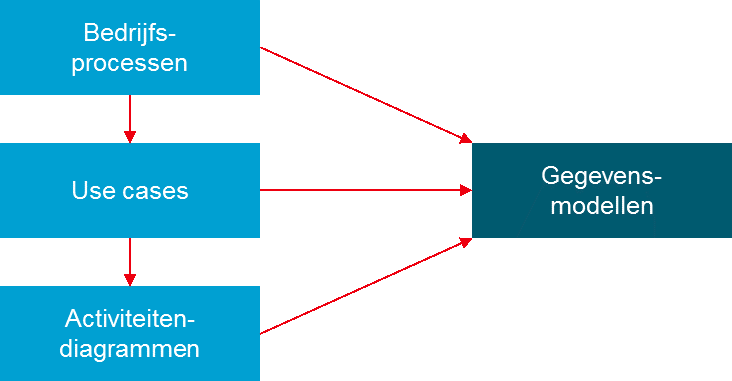 Bedrijfs-
processen
Use cases
Gegevens-
modellen
Activiteiten-
diagrammen